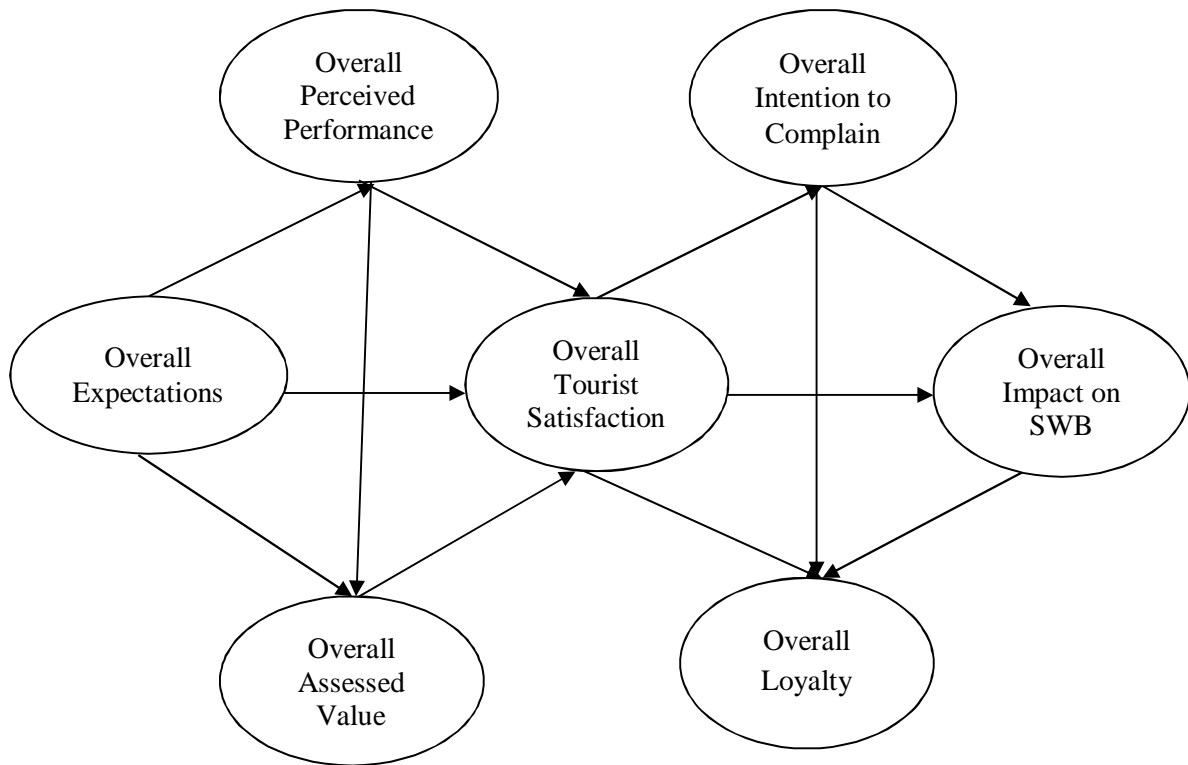 Overall
Perceived
Performance
Overall
Intention to
Complain
Overall
Expectations
Overall
Tourist
Satisfaction
Overall
Impact on
SWB
Overall
Assessed
Value
Overall
Loyalty